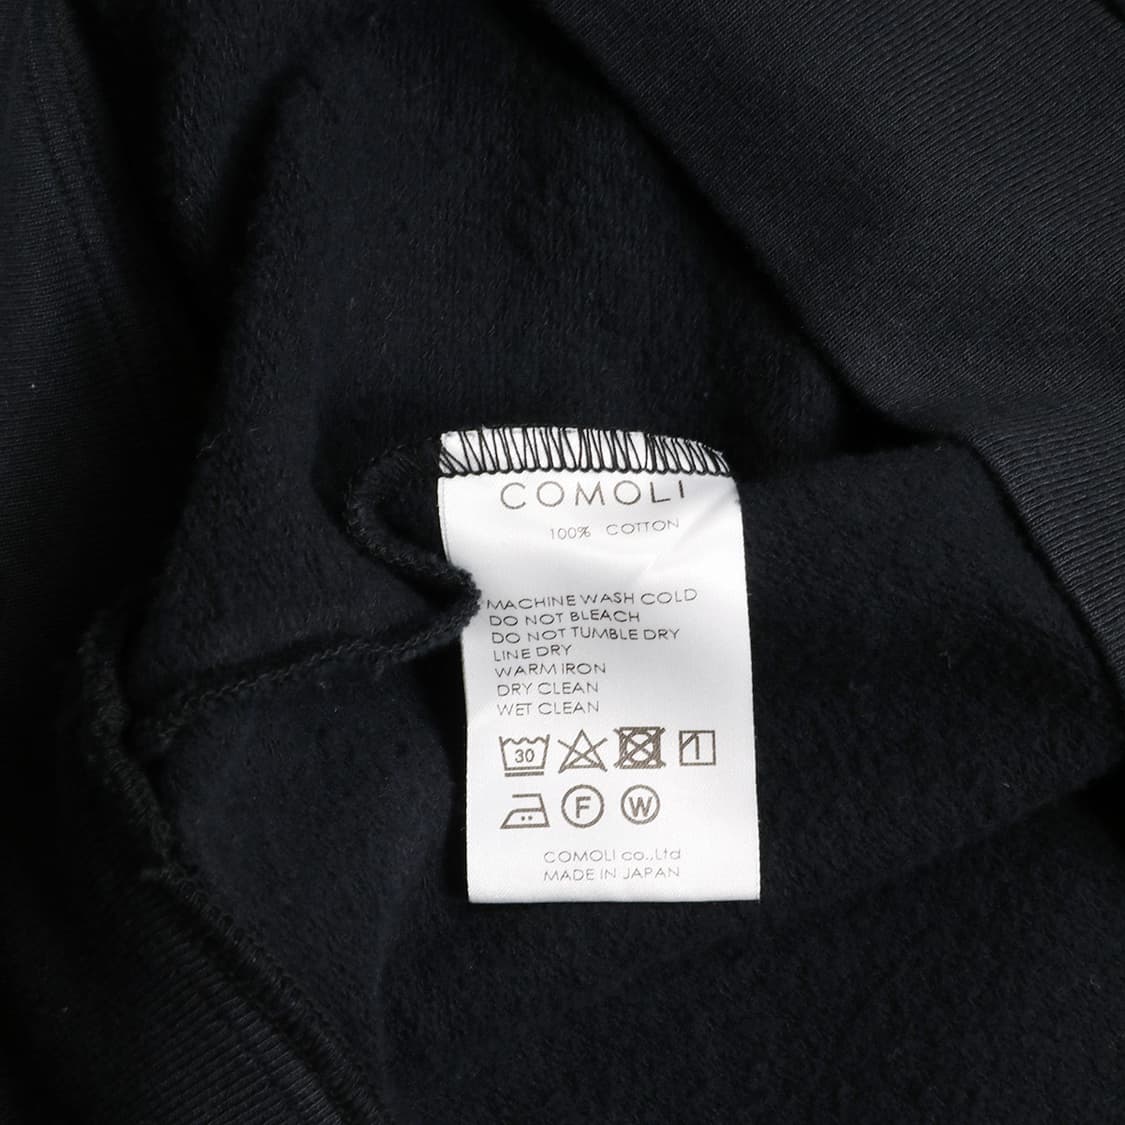 COMOLI
100% COTTON
MACHINE WASH COLD
DO NOT BLEACH
DO NOT TUMBLE DRY
LINE DRY
WARM IRON
DRY CLEAN
WET CLEAN
30
F W
COMOLI co.,Ltd
MADE IN JAPAN